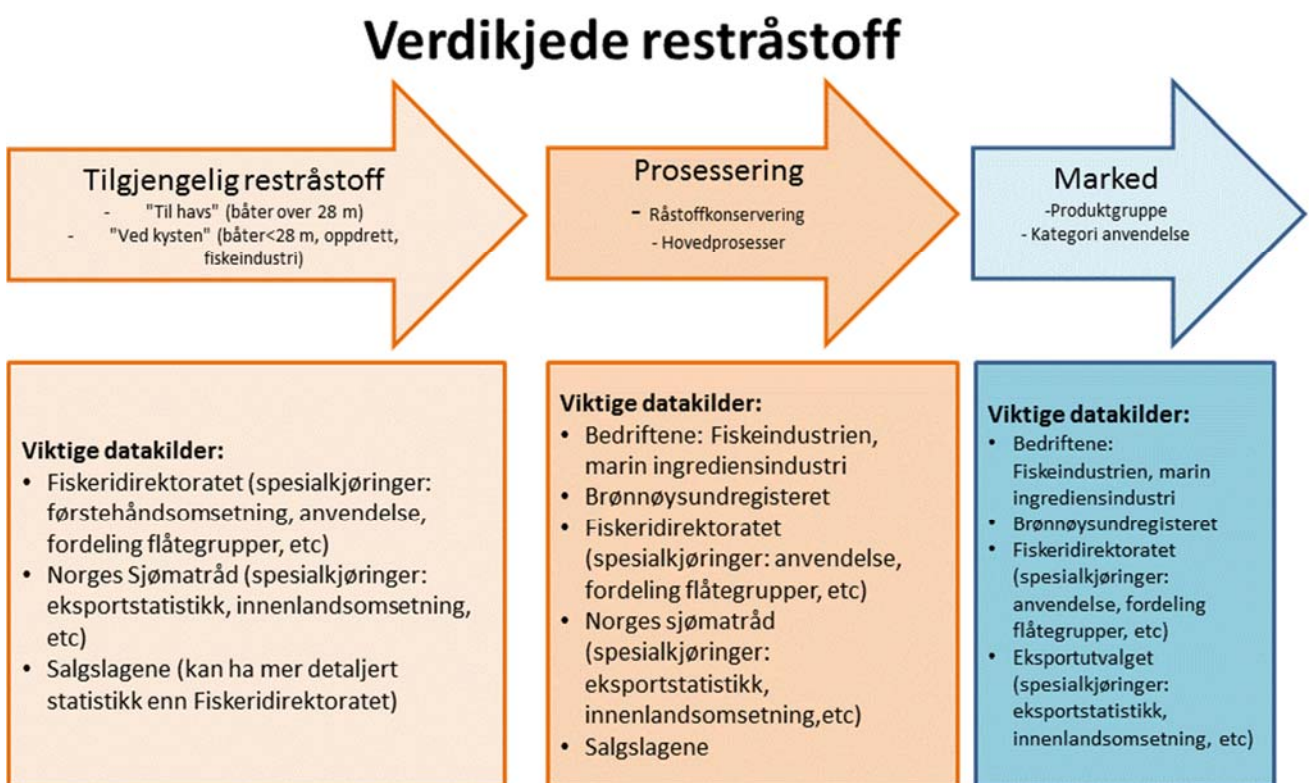 Verdikjede restråstoff
Tilgjengelig restråstoff
- "Til havs" (båter over 28 m)
- "Ved kysten" (båter<28 m, oppdrett,
fiskeindustri)
Prosessering
- Råstoffkonservering
- Hovedprosesser
Marked
-Produktgruppe
- Kategori anvendelse
Viktige datakilder:
• Fiskeridirektoratet (spesialkjøringer:
førstehåndsomsetning, anvendelse,
fordeling flåtegrupper, etc)
• Norges Sjømatråd (spesialkjøringer:
eksportstatistikk, innenlandsomsetning,
etc)
• Salgslagene (kan ha mer detaljert
statistikk enn Fiskeridirektoratet)
Viktige datakilder:
• Bedriftene: Fiskeindustrien,
marin ingrediensindustri
• Brønnøysundregisteret
• Fiskeridirektoratet
(spesialkjøringer: anvendelse,
fordeling flåtegrupper, etc)
• Norges sjømatråd
(spesialkjøringer:
eksportstatistikk,
innenlandsomsetning,etc)
• Salgslagene
Viktige datakilder:
• Bedriftene:
Fiskeindustrien, marin
ingrediensindustri
• Brønnøysundregisteret
• Fiskeridirektoratet
(spesialkjøringer:
anvendelse, fordeling
flåtegrupper, etc)
• Eksportutvalget
(spesialkjøringer:
eksportstatistikk,
innenlandsomsetning, etc)